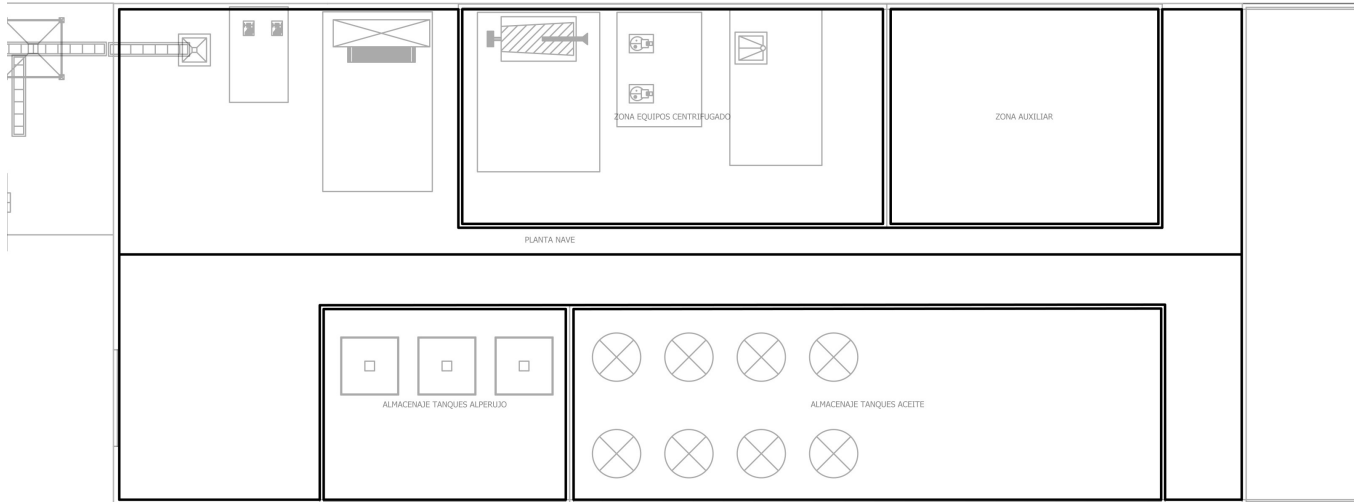 ZONA EQUIPOS CENTRIFUGADO
ZONA AUXILIAR
PLANTA NAVE
ALMACENAJE TANQUES ALPERUJO
ALMACENAJE TANQUES ACEITE